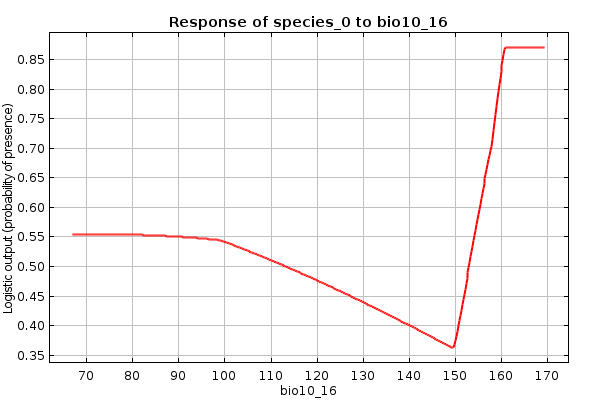 Response of species_0 to bio10_16
Logistic output (probability of presence)
0.85
0.80
0.75
0.70
0.65
0.60
0.55
0.50
0.45
0.40
0.35
70 80 90 100 110 120 130 140 150 160 170
bio10_16